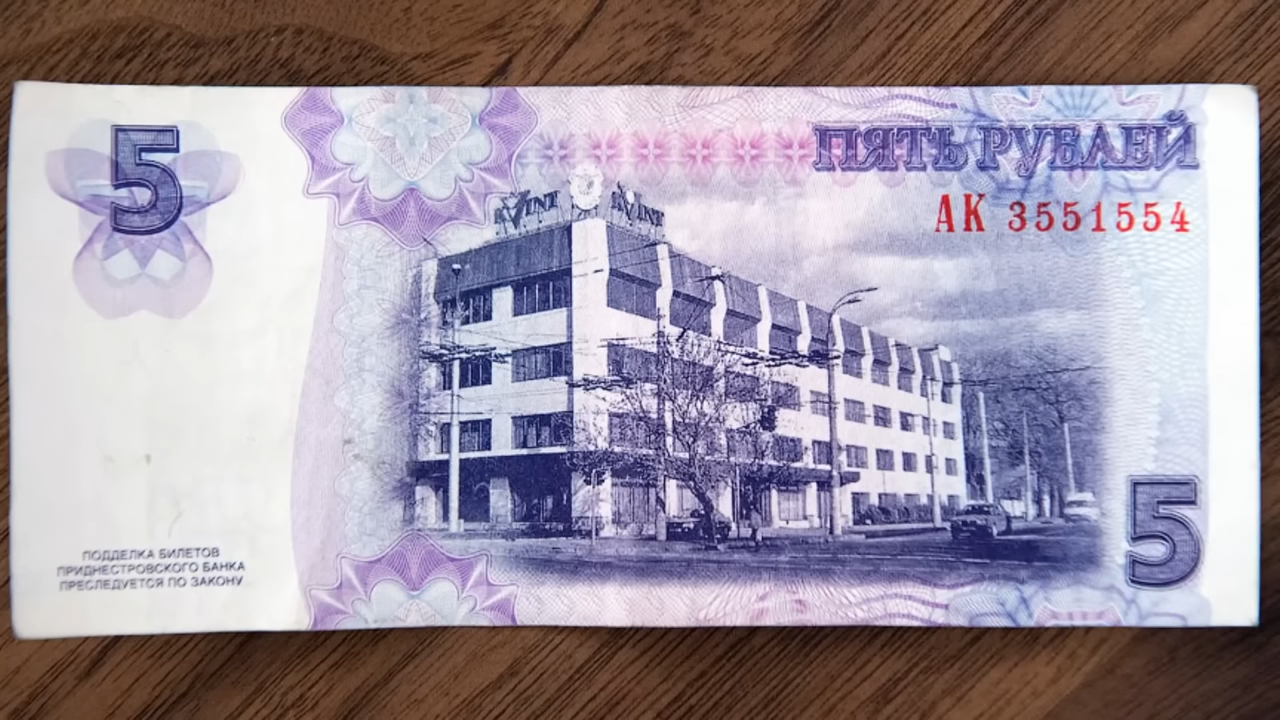 5
ПЯТЬ РУБЛЕЙ
АК 3551554
KVINT KVINT
5
ПОДДЕЛКА БИЛЕТОВ
ПРИДНЕСТРОВСКОГО БАНКА
ПРЕСЛЕДУЕТСЯ ПО ЗАКОНУ